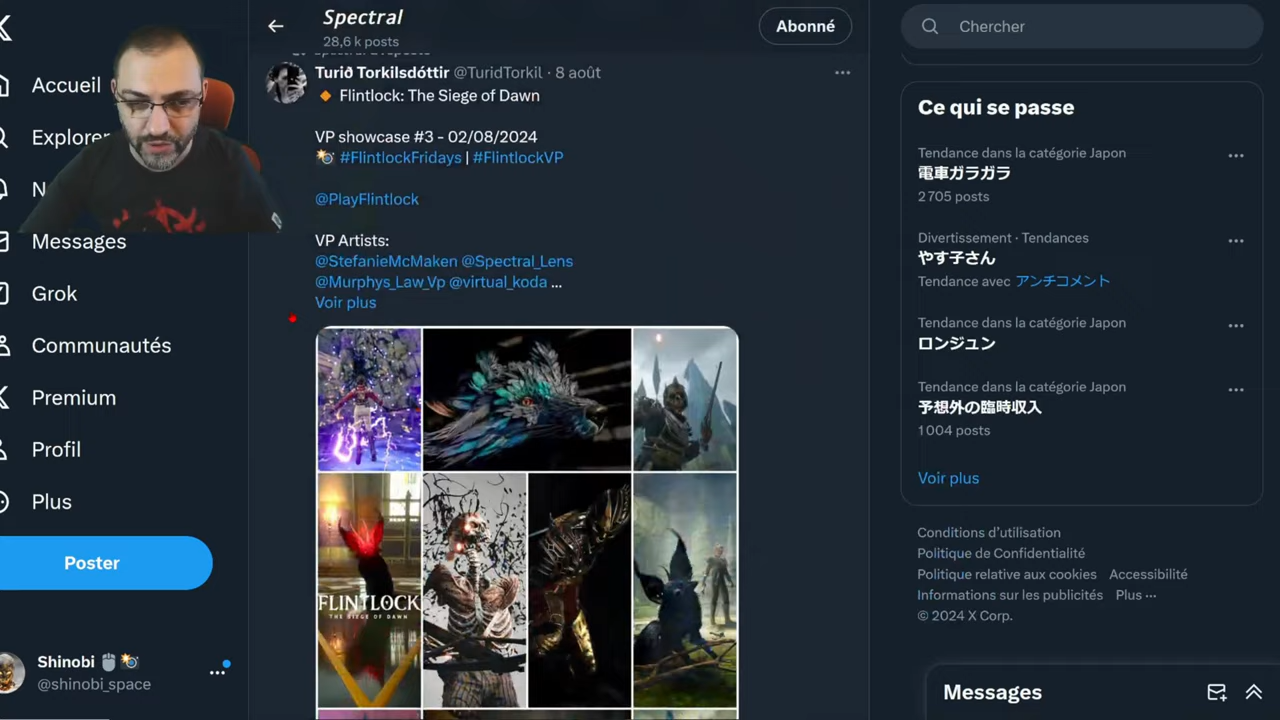 Accueil
Explorer
N
Messages
Grok
Communautés
Premium
Profil
Plus
Poster
Shinobi
@shinobi_space
Spectral
28,6 k posts
Abonné
Turið Torkilsdóttir @TuridTorkil · 8 août
🔸 Flintlock: The Siege of Dawn
VP showcase #3 - 02/08/2024
📸 #FlintlockFridays | #FlintlockVP
@PlayFlintlock
VP Artists:
@StefanieMcMaken @Spectral_Lens
@Murphys_Law_Vp @virtual_koda ...
Voir plus
FLINTLOCK
THE SIEGE OF DAWN
Chercher
Ce qui se passe
Tendance dans la catégorie Japon
電車ガラガラ
2 705 posts
Divertissement · Tendances
やす子さん
Tendance avec アンチコメント
Tendance dans la catégorie Japon
ロンジュン
Tendance dans la catégorie Japon
予想外の臨時収入
1 004 posts
Voir plus
Conditions d'utilisation
Politique de Confidentialité
Politique relative aux cookies Accessibilité
Informations sur les publicités Plus ...
© 2024 X Corp.
Messages